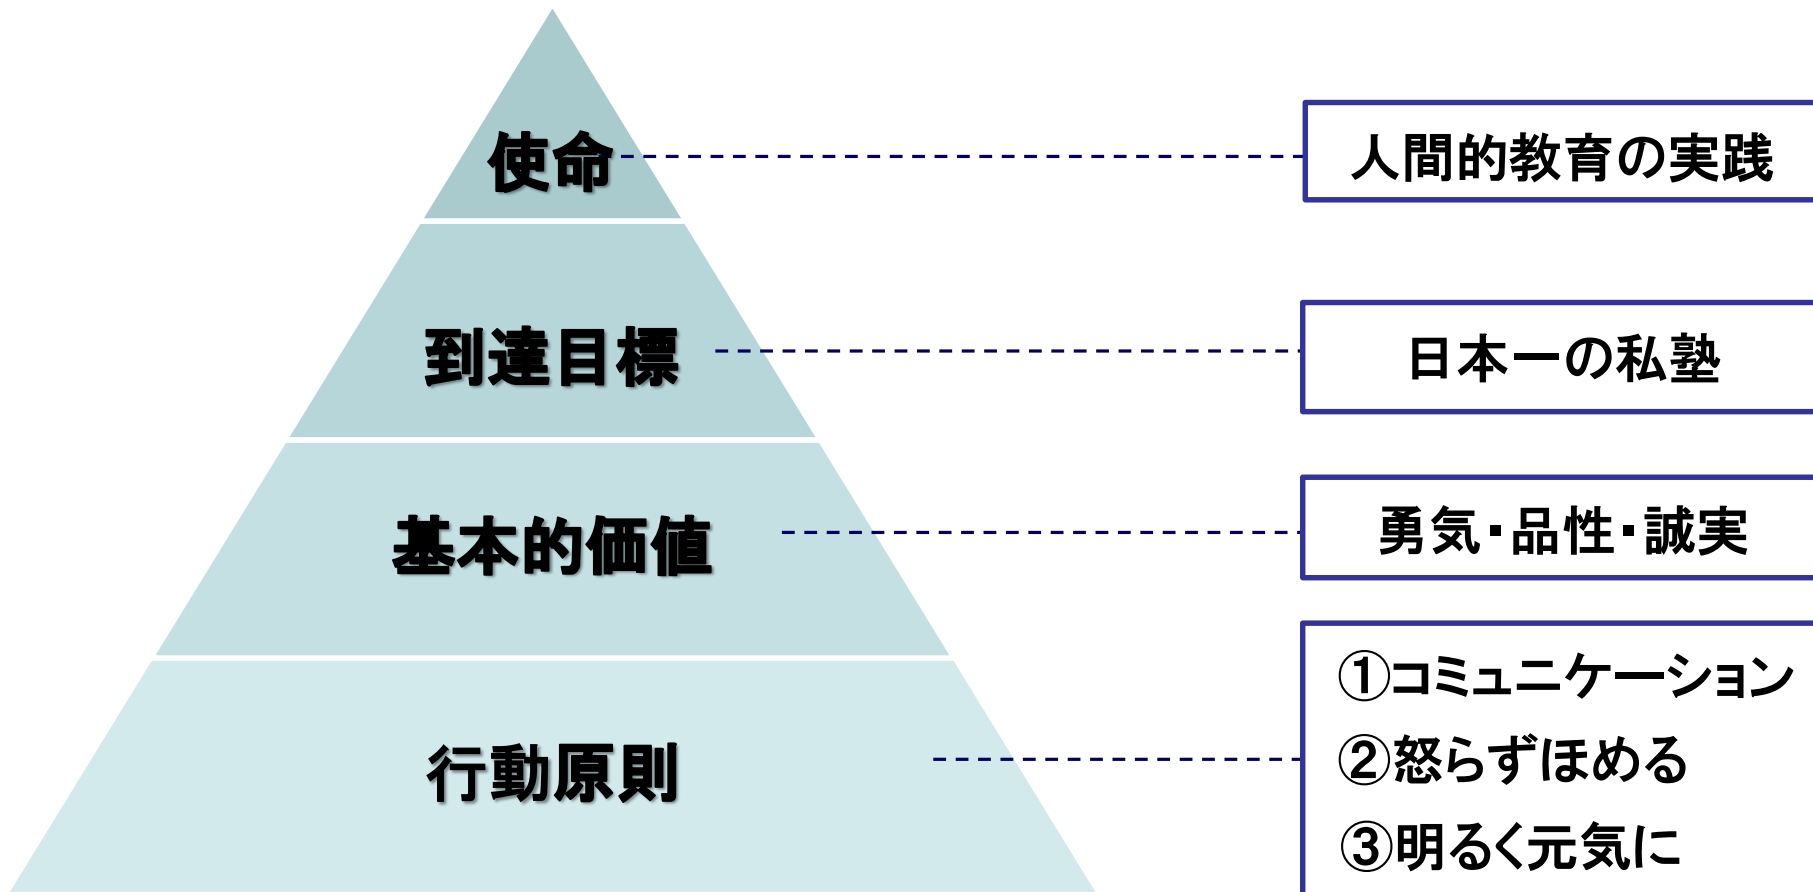 使命
人間的教育の実践
到達目標
日本一の私塾
基本的価値
勇気・品性・誠実
行動原則
①コミュニケーション
②怒らずほめる
③明るく元気に